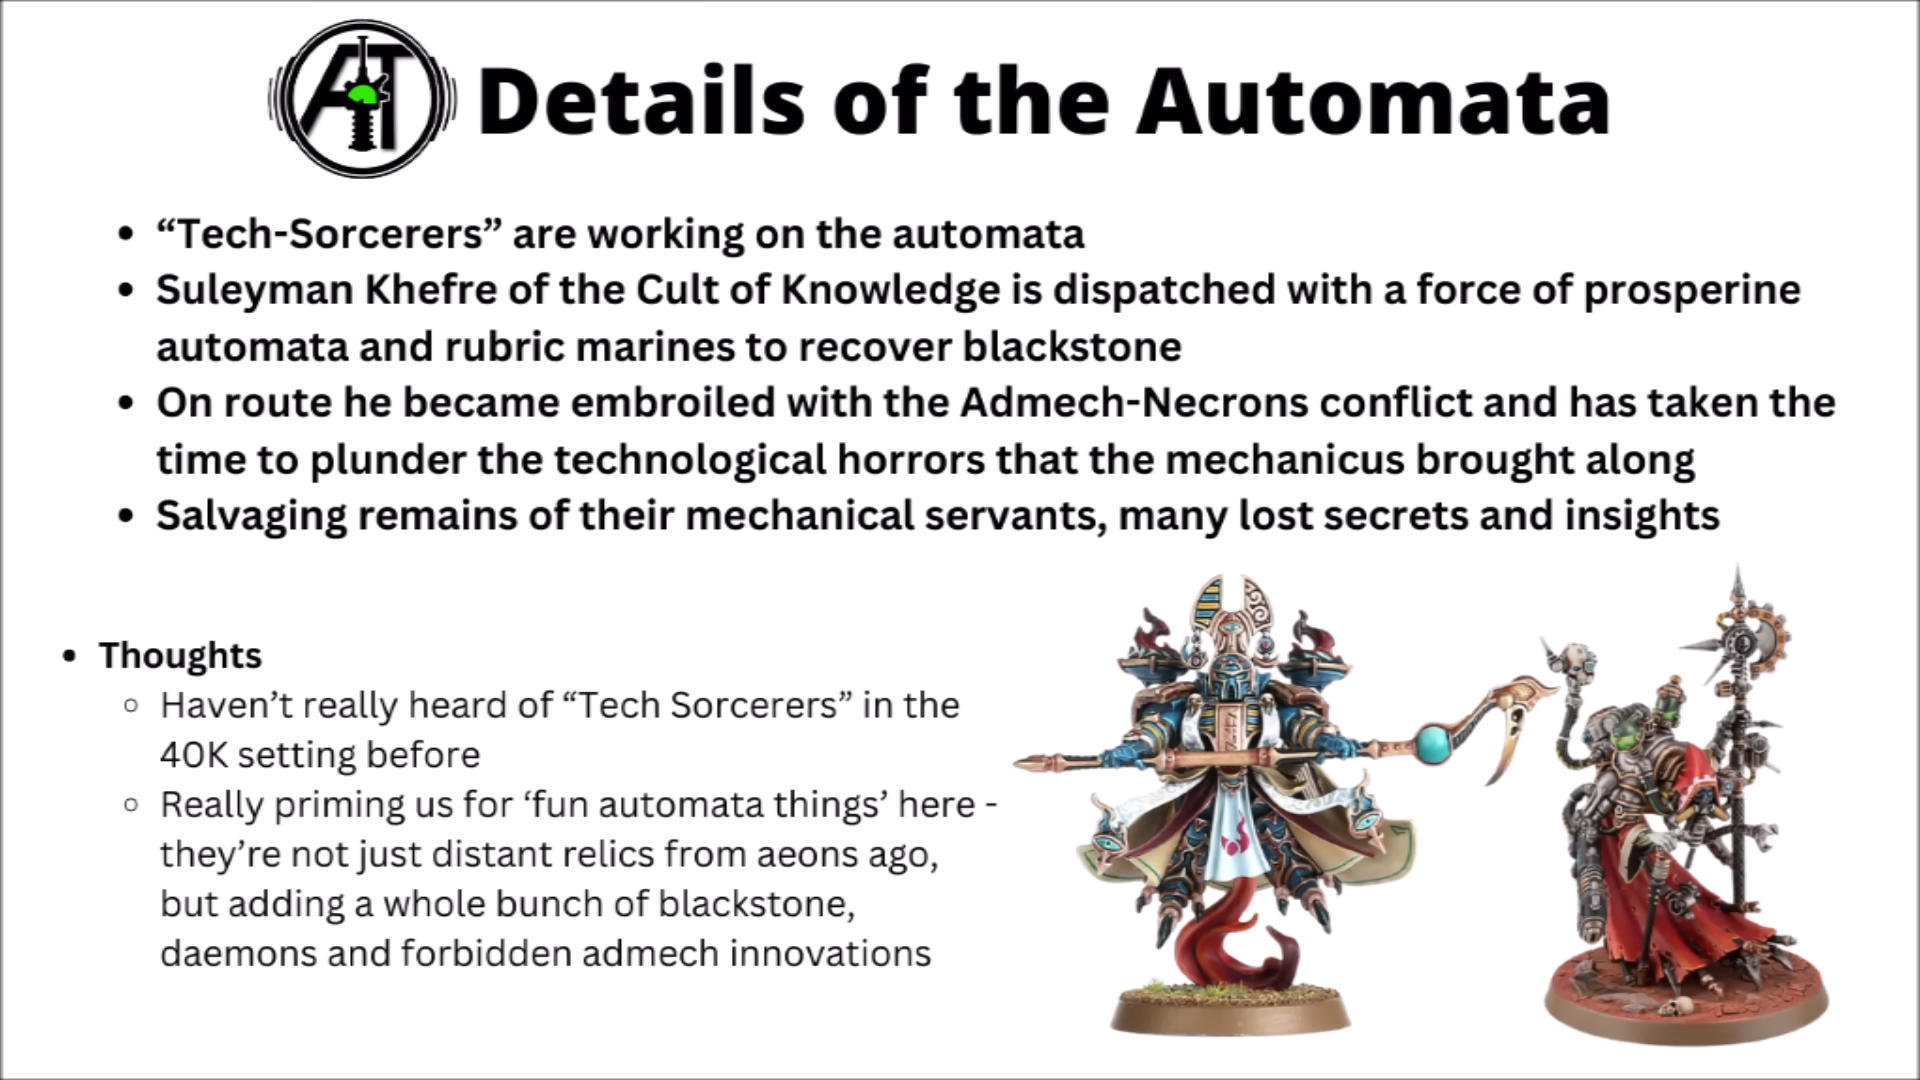 AT
Details of the Automata
• “Tech-Sorcerers” are working on the automata
• Suleyman Khefre of the Cult of Knowledge is dispatched with a force of prosperine
automata and rubric marines to recover blackstone
• On route he became embroiled with the Admech-Necrons conflict and has taken the
time to plunder the technological horrors that the mechanicus brought along
• Salvaging remains of their mechanical servants, many lost secrets and insights
• Thoughts
◦ Haven’t really heard of “Tech Sorcerers” in the
40K setting before
◦ Really priming us for ‘fun automata things’ here -
they’re not just distant relics from aeons ago,
but adding a whole bunch of blackstone,
daemons and forbidden admech innovations